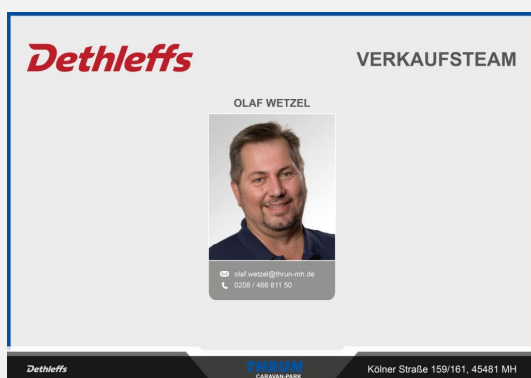 Dethleffs
VERKAUFSTEAM
OLAF WETZEL
olaf.wetzel@thrun-mh.de
0208 / 466 811 50
Dethleffs
THRUN
CARAVAN-PARK
Kölner Straße 159/161, 45481 MH